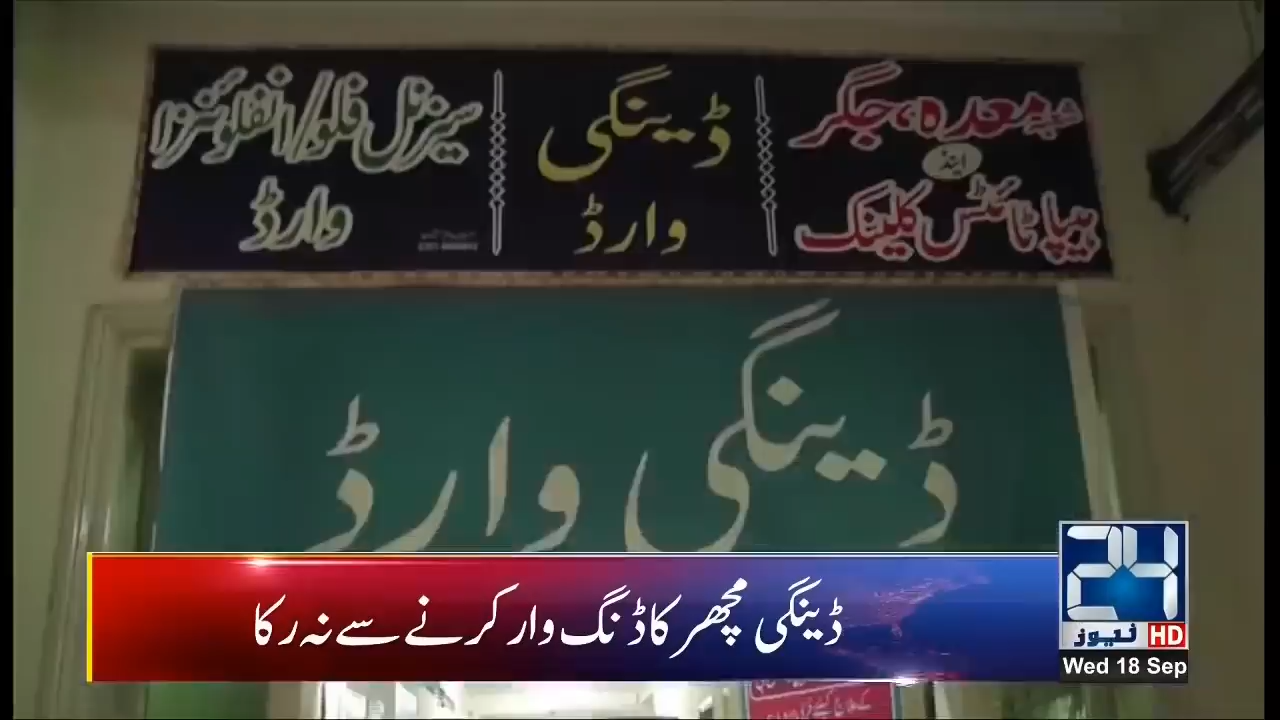 شعبہ معدہ، جگر
اینڈ
ہیپاٹائٹس کلینک
ڈینگی
وارڈ
سیزنل فلو/انفلوئنزا
وارڈ
ڈینگی وارڈ
ڈینگی مچھر کا ڈنگ وار کرنے سے نہ رکا
24
نیوز HD
Wed 18 Sep